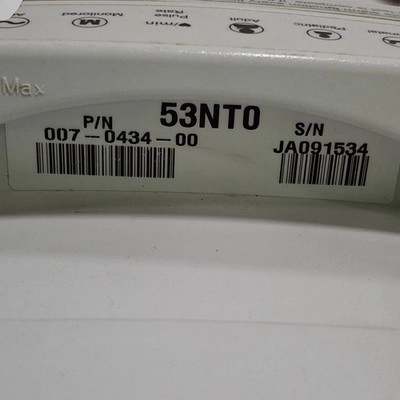 Monitored
♥/min
Pulse
Rate
Adult
Pediatric
Max
P/N 53NT0 S/N
007-0434-00 JA091534